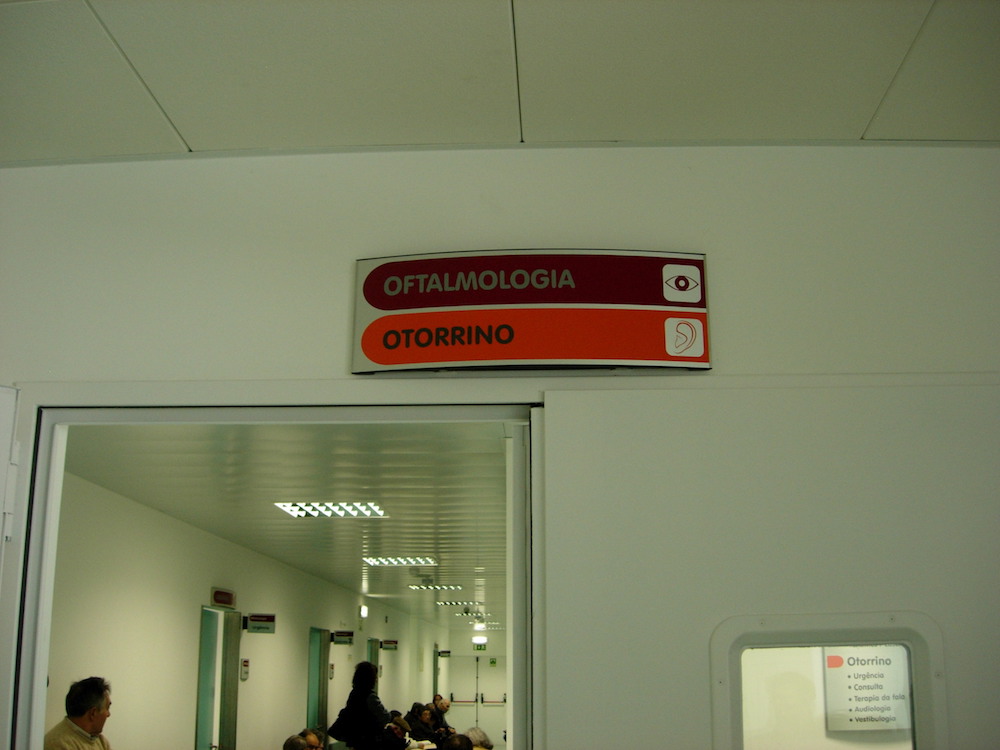 OFTALMOLOGIA
OTORRINO
Otorrino
• Urgência
• Consulta
• Terapia da fala
• Audiologia
• Vestibulogia